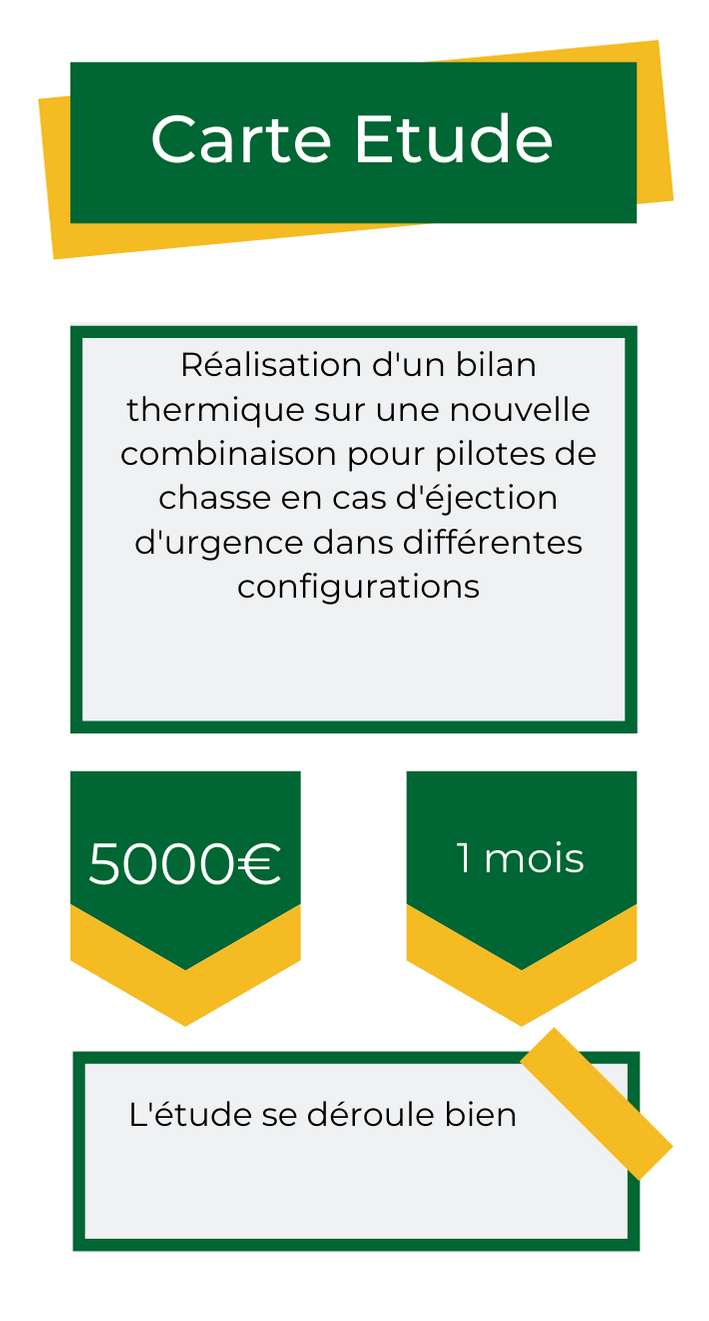 Carte Etude
Réalisation d'un bilan
thermique sur une nouvelle
combinaison pour pilotes de
chasse en cas d'éjection
d'urgence dans différentes
configurations
5000€
1 mois
L'étude se déroule bien